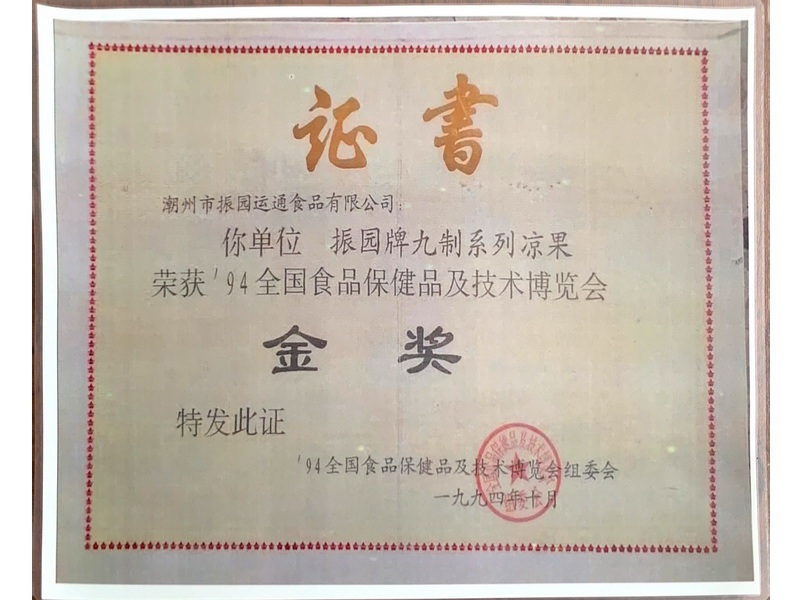 证書
潮州市振园运通食品有限公司:
你单位 振园牌九制系列凉果
荣获'94全国食品保健品及技术博览会
金奖
特发此证
'94全国食品保健品及技术博览会组委会
一九九四年十月